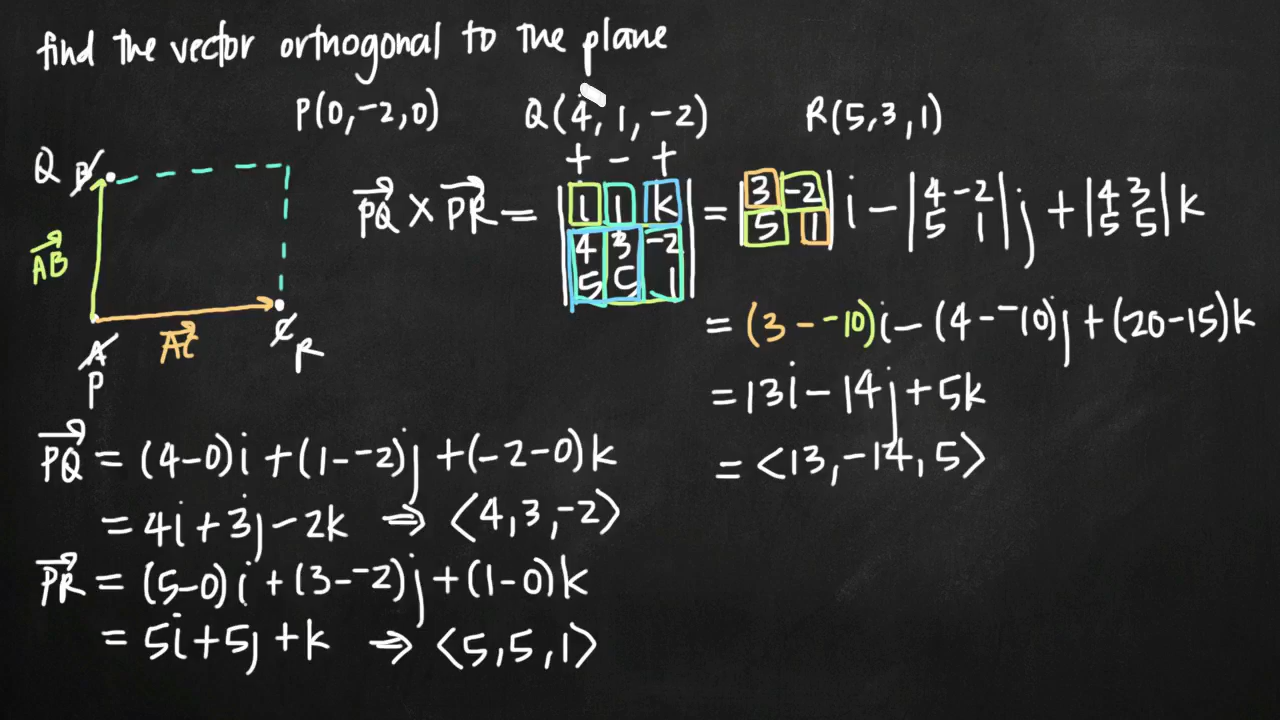 find the vector orthogonal to the plane
P(0,-2,0) Q(4,1,-2) R(5,3,1)
+ - +
Q B
PQ × PR = |i j k| = |3 -2| i - |4 -2| j + |4 3| k
|4 3 -2| |5 1| |5 1| |5 5|
|5 5 1|
AB
= (3 - -10)i - (4 - -10)j + (20-15)k
AC
A C R
P
= 13i - 14j + 5k
PQ = (4-0)i + (1--2)j + (-2-0)k
= <13, -14, 5>
= 4i + 3j - 2k ⇒ <4,3,-2>
PR = (5-0)i + (3--2)j + (1-0)k
= 5i + 5j + k ⇒ <5,5,1>